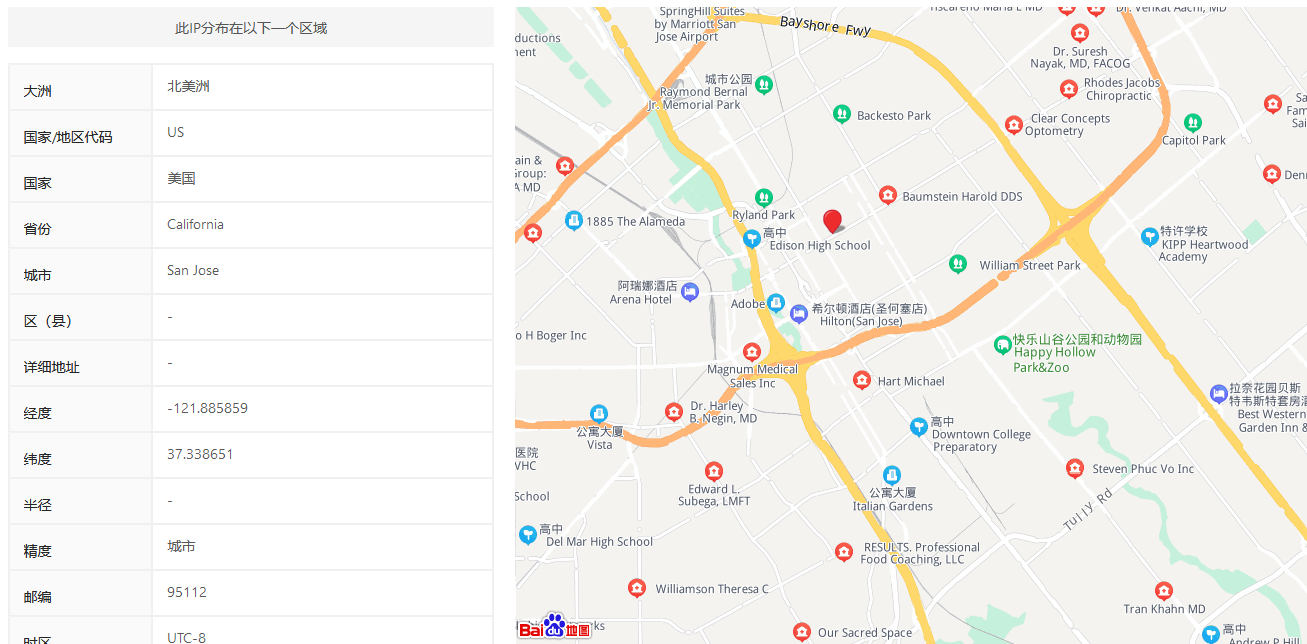 此IP分布在以下一个区域
大洲 北美洲
国家/地区代码 US
国家 美国
省份 California
城市 San Jose
区（县） -
详细地址 -
经度 -121.885859
纬度 37.338651
半径 -
精度 城市
邮编 95112
时区 UTC-8
SpringHill Suites
by Marriott San
Jose Airport
Bayshore Fwy
Dr. Venkat Aachi, MD
ductions
Dr. Suresh
Nayak, MD, FACOG
城市公园
Raymond Bernal
Jr. Memorial Park
Rhodes Jacobs
Chiropractic
Backesto Park
Clear Concepts
Optometry
Capitol Park
ain &
Group:
A MD
Baumstein Harold DDS
Ryland Park
1885 The Alameda
高中
Edison High School
特许学校
KIPP Heartwood
Academy
William Street Park
阿瑞娜酒店
Arena Hotel
Adobe
希尔顿酒店(圣何塞店)
Hilton(San Jose)
o H Boger Inc
快乐山谷公园和动物园
Happy Hollow
Park&Zoo
Magnum Medical
Sales Inc
Hart Michael
拉奈花园贝斯
特韦斯特套房酒
Best Western
Garden Inn &
Dr. Harley
B. Negin, MD
公寓大厦
Vista
高中
Downtown College
Preparatory
医院
VHC
Steven Phuc Vo Inc
Edward L.
Subega, LMFT
School
公寓大厦
Italian Gardens
Tully Rd
高中
Del Mar High School
RESULTS. Professional
Food Coaching, LLC
Williamson Theresa C
Tran Khahn MD
Bai du 地图
Our Sacred Space
高中
Andrew P Hill